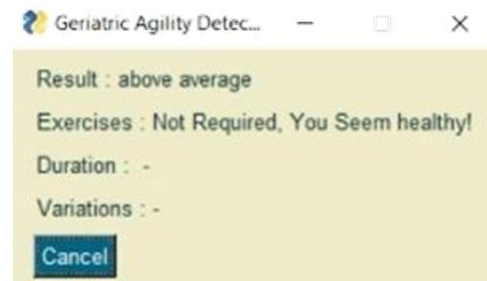 Geriatric Agility Detec...
Result : above average
Exercises : Not Required, You Seem healthy!
Duration : -
Variations : -
Cancel